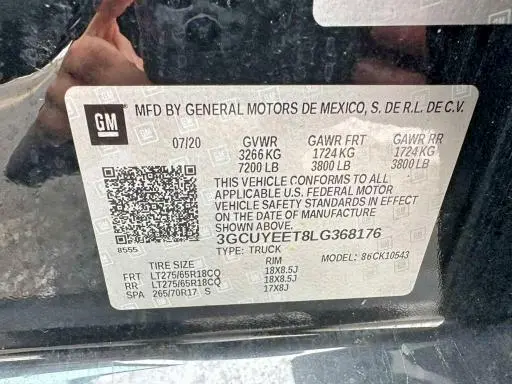 GM
MFD BY GENERAL MOTORS DE MEXICO, S. DE R.L. DE C.V.
07/20 GVWR GAWR FRT GAWR RR
3266 KG 1724 KG 1724 KG
7200 LB 3800 LB 3800 LB
THIS VEHICLE CONFORMS TO ALL
APPLICABLE U.S. FEDERAL MOTOR
VEHICLE SAFETY STANDARDS IN EFFECT
ON THE DATE OF MANUFACTURE
SHOWN ABOVE.
3GCUYEET8LG368176
8555
TYPE: TRUCK MODEL: 86CK10543
TIRE SIZE RIM
FRT LT275/65R18CQ 18X8.5J
RR LT275/65R18CQ 18X8.5J
SPA 265/70R17 S 17X8J